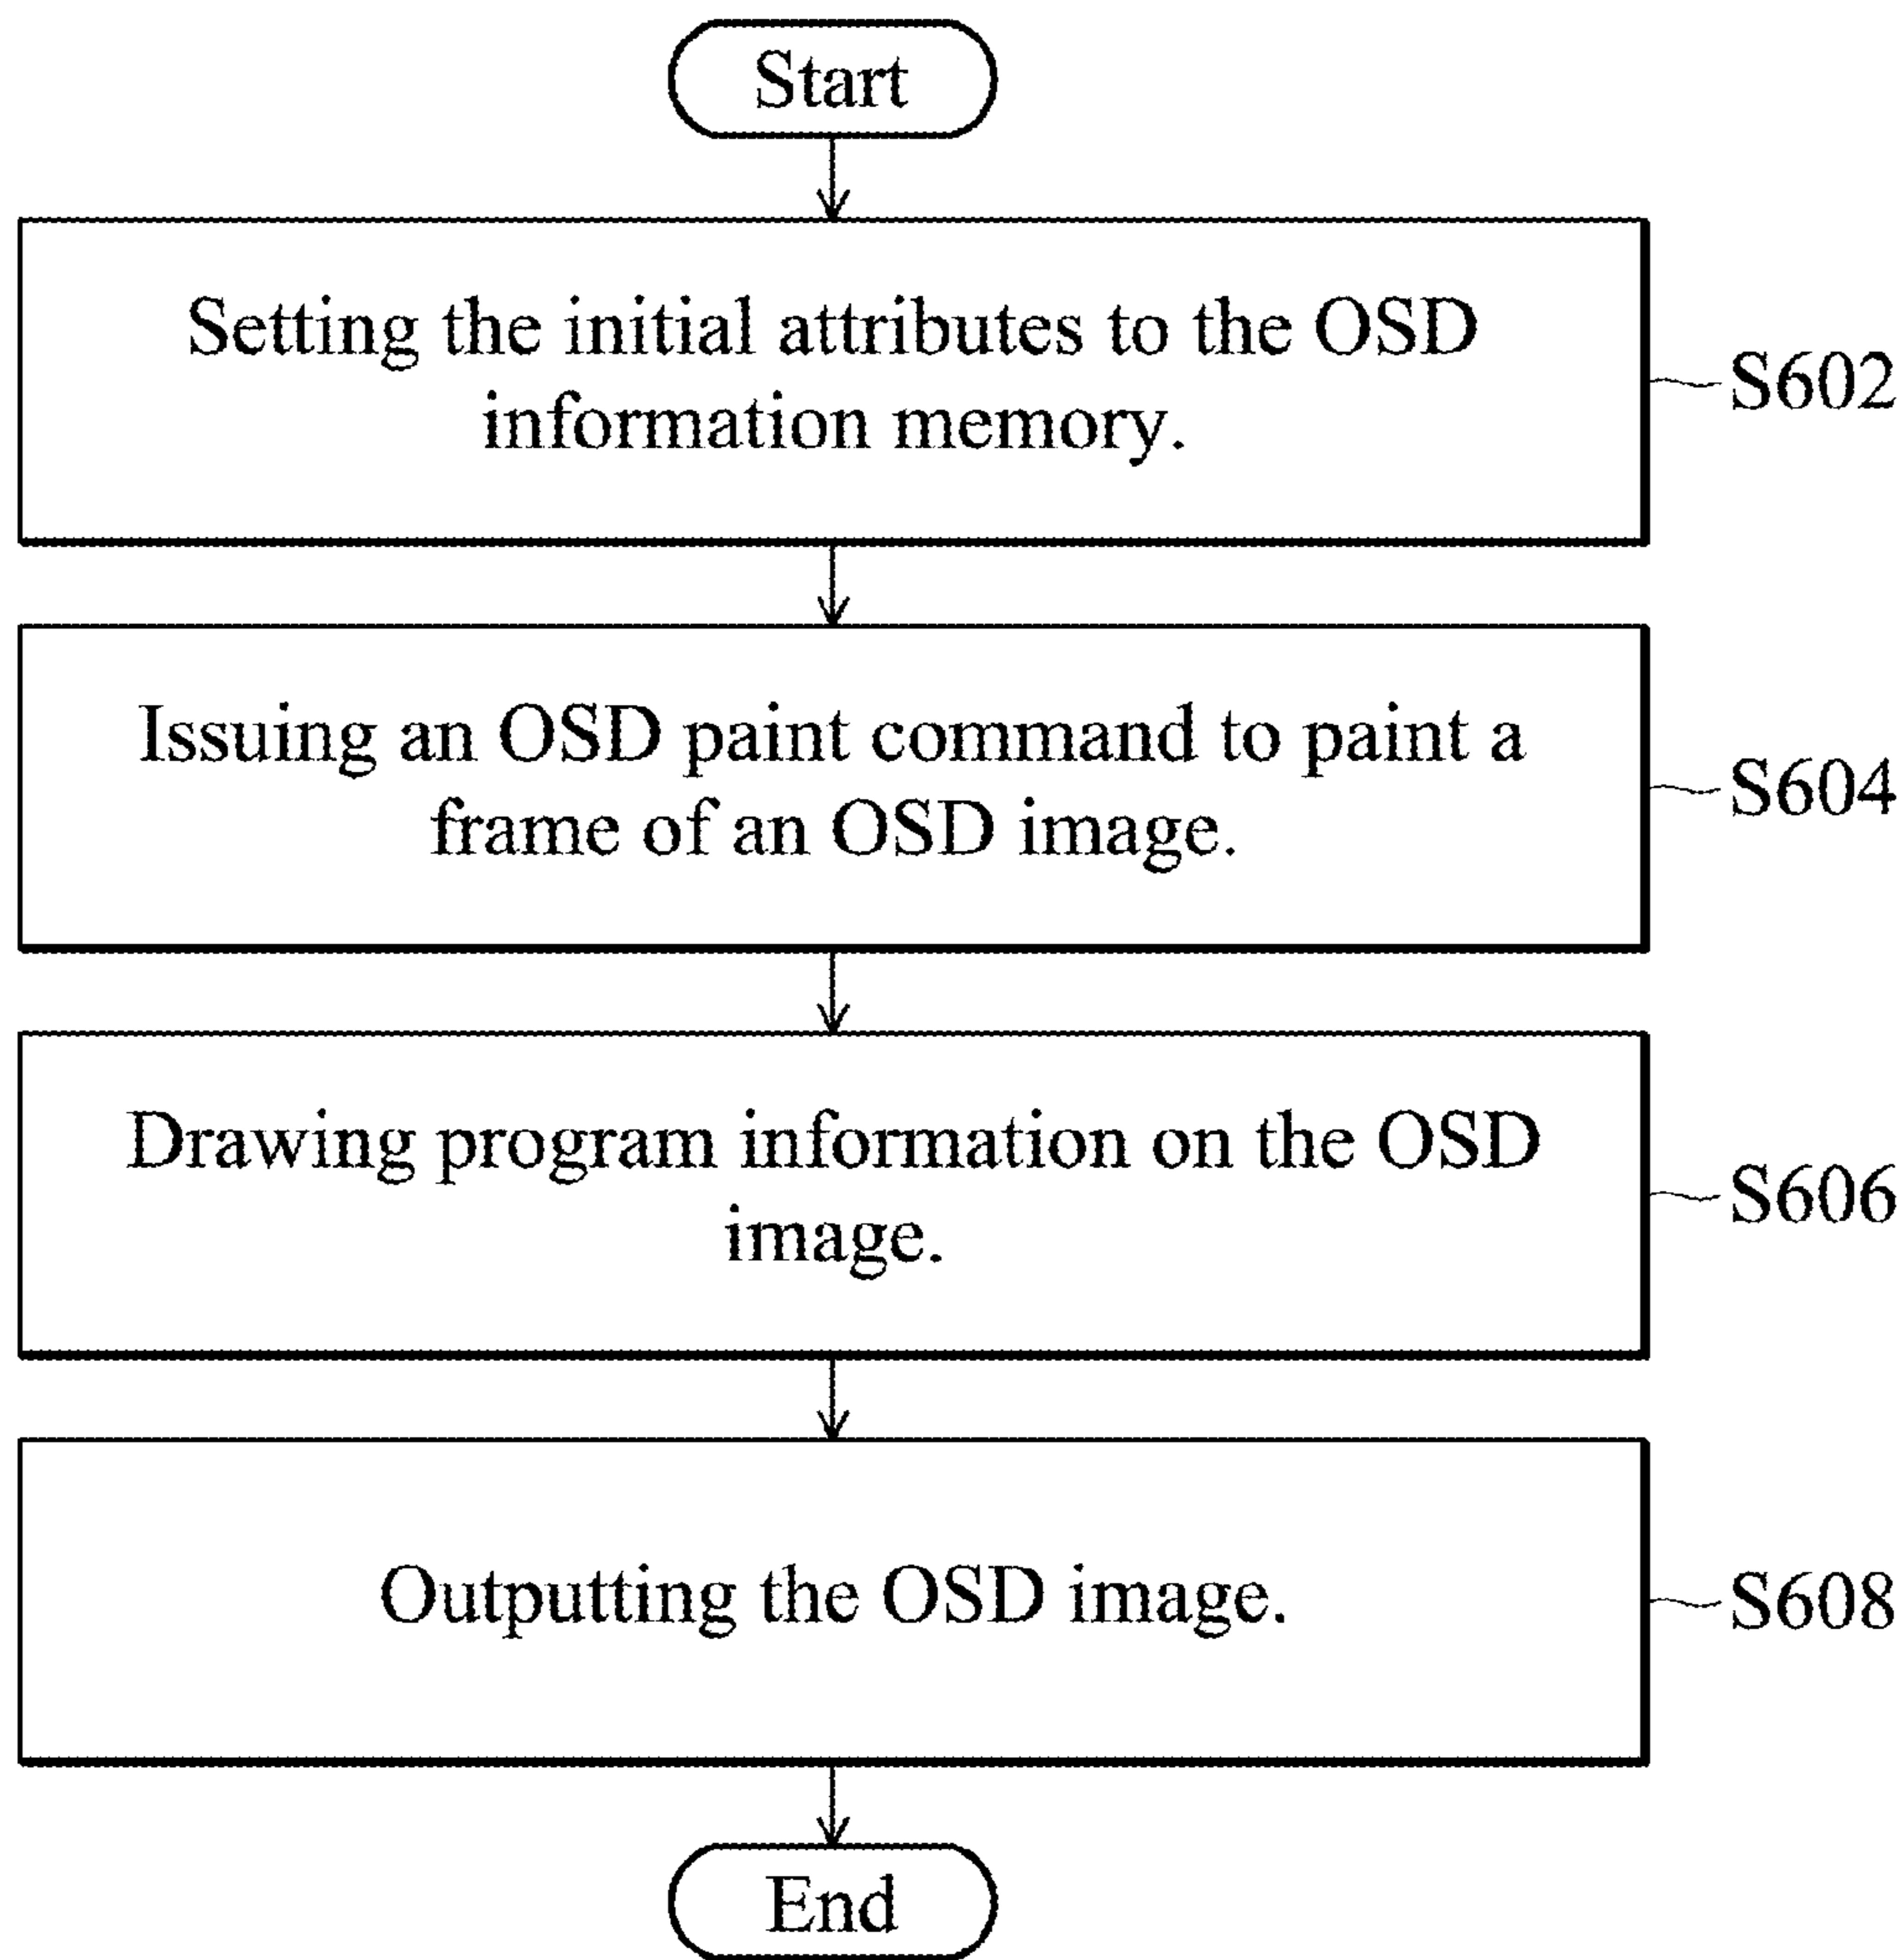 Start
Setting the initial attributes to the OSD
information memory.
S602
Issuing an OSD paint command to paint a
frame of an OSD image.
S604
Drawing program information on the OSD
image.
S606
Outputting the OSD image.
S608
End